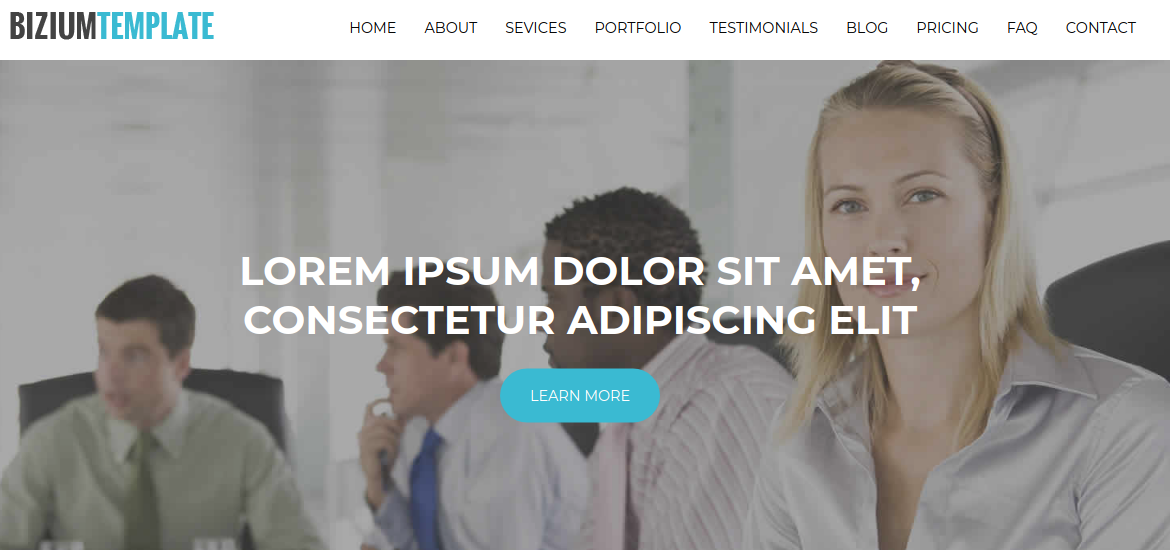 BIZIUMTEMPLATE HOME ABOUT SEVICES PORTFOLIO TESTIMONIALS BLOG PRICING FAQ CONTACT
LOREM IPSUM DOLOR SIT AMET,
CONSECTETUR ADIPISCING ELIT
LEARN MORE